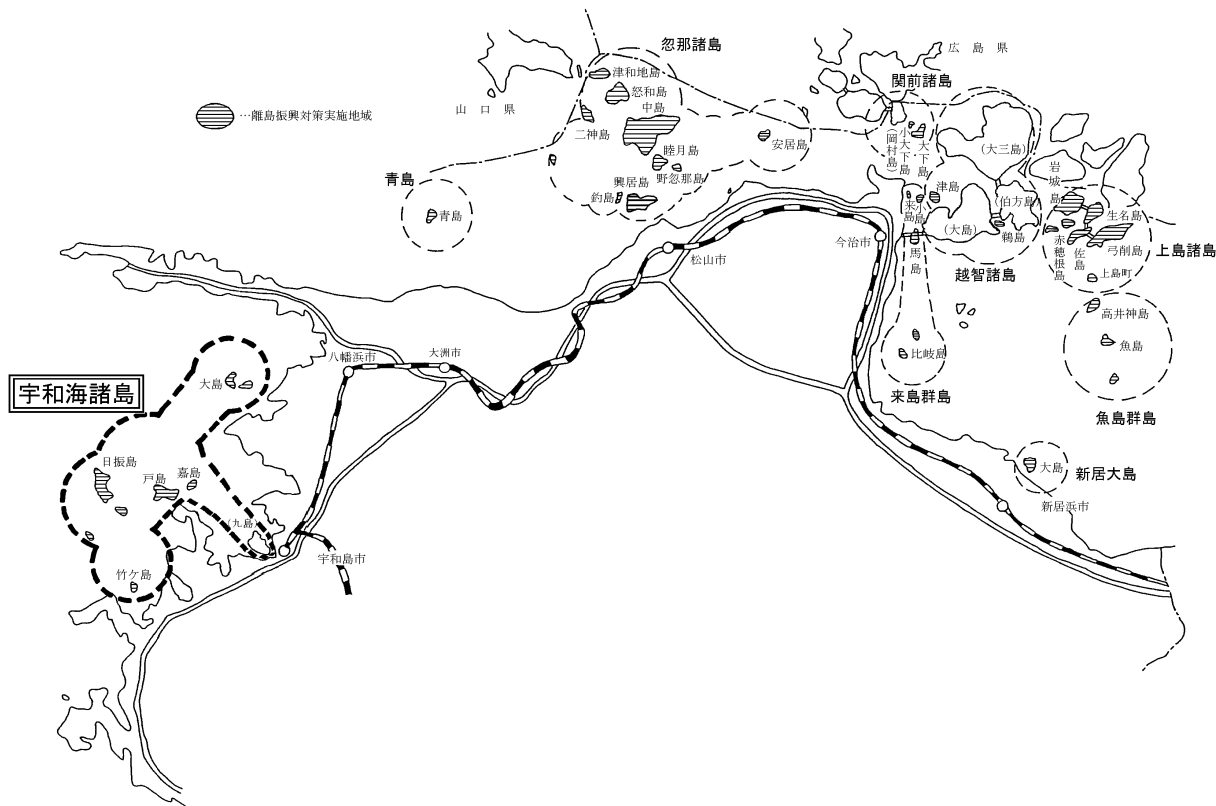 広島県
忽那諸島
津和地島
怒和島
中島
山口県
…離島振興対策実施地域
二神島
安居島
睦月島
野忽那島
興居島
釣島
関前諸島
(岡村島)
小大下島
大下島
(大三島)
岩城島
津島
(伯方島)
生名島
来島
小島
(大島)
鵜島
弓削島
佐島
赤穂根島
上島諸島
馬島
越智諸島
上島町
青島
青島
今治市
松山市
高井神島
魚島
比岐島
来島群島
魚島群島
八幡浜市
大洲市
大島
宇和海諸島
日振島
戸島
嘉島
大島
新居大島
新居浜市
(九島)
宇和島市
竹ケ島